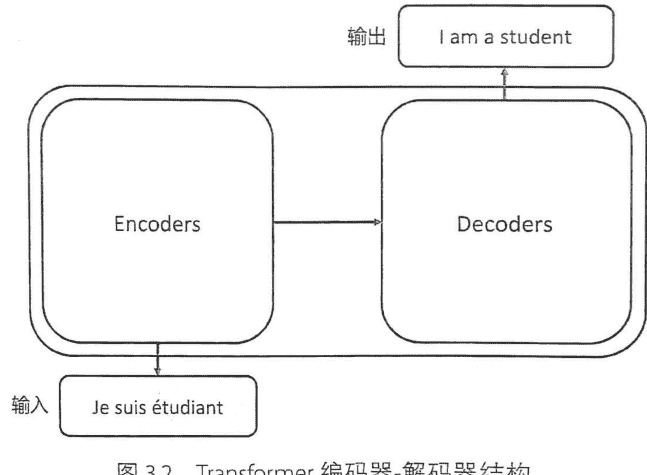 输出 I am a student
Encoders
Decoders
输入 Je suis étudiant
图 3.2 Transformer 编码器-解码器结构